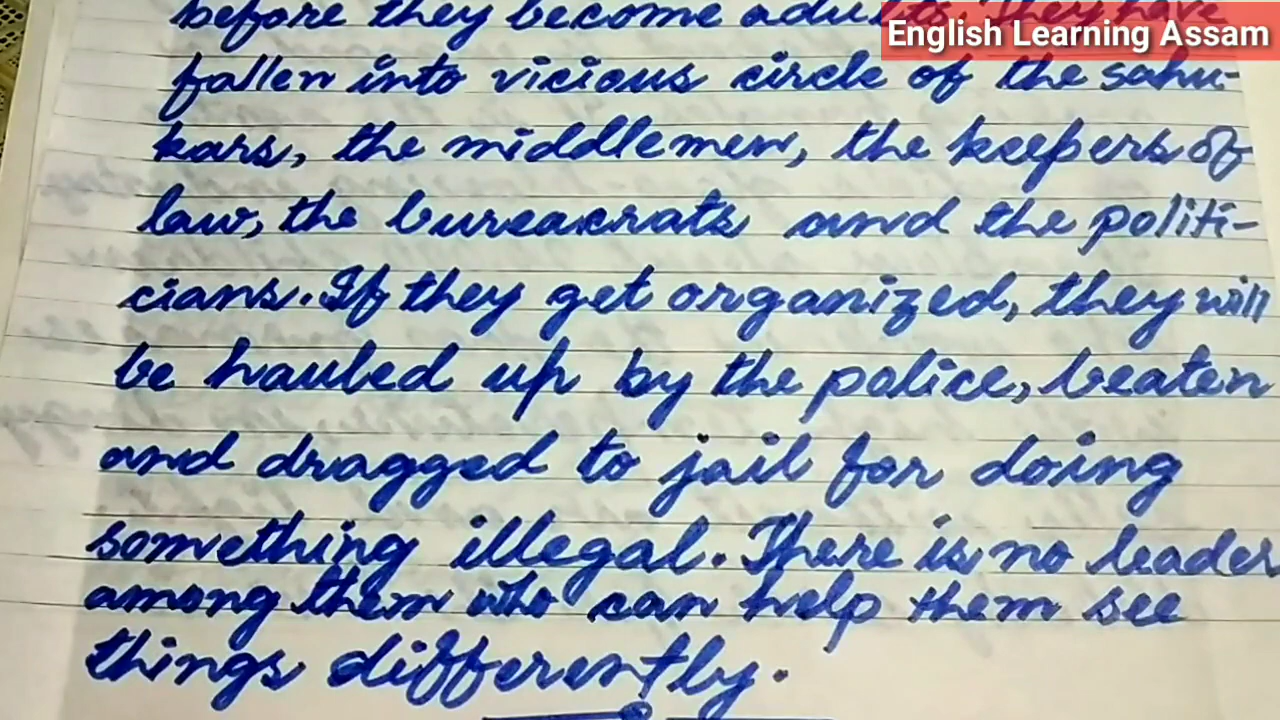 before they become adults. They have
English Learning Assam
fallen into vicious circle of the sahu-
kars, the middlemen, the keepers of
law, the bureacrats and the politi-
cians. If they get organized, they will
be hauled up by the police, beaten
and dragged to jail for doing
something illegal. There is no leader
among them who can help them see
things differently.